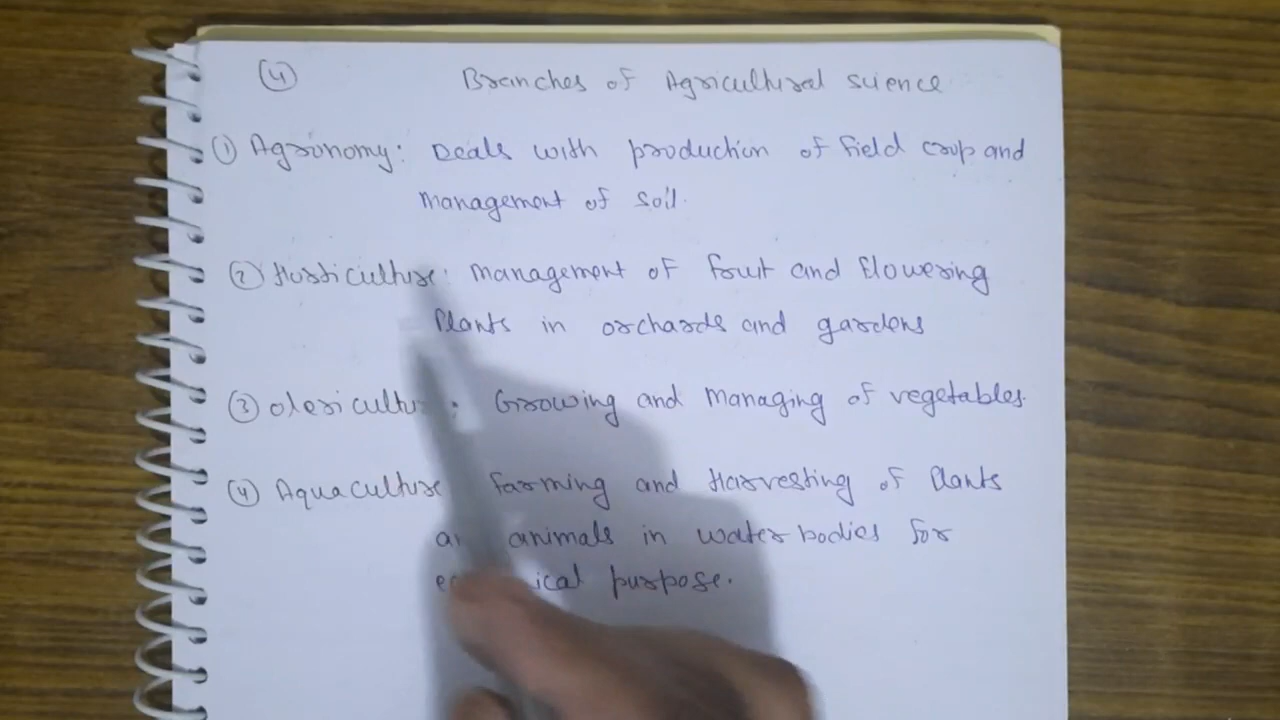 ④ Branches of Agricultural science
① Agronomy: Deals with production of field crop and
management of soil.
② Horticulture: Management of fruit and flowering
Plants in orchards and gardens
③ Olericultu : Growing and managing of vegetables.
④ Aquaculture farming and Harvesting of Plants
animals in water bodies for
purpose.